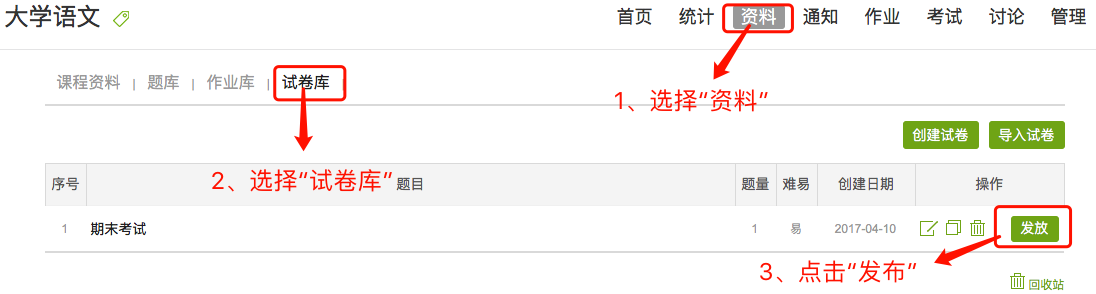 大学语文
首页 统计 资料 通知 作业 考试 讨论 管理
课程资料 | 题库 | 作业库 | 试卷库 |
1、选择“资料”
创建试卷 导入试卷
2、选择“试卷库”
序号 题目 题量 难易 创建日期 操作
1 期末考试 1 易 2017-04-10 发放
3、点击“发布”
回收站